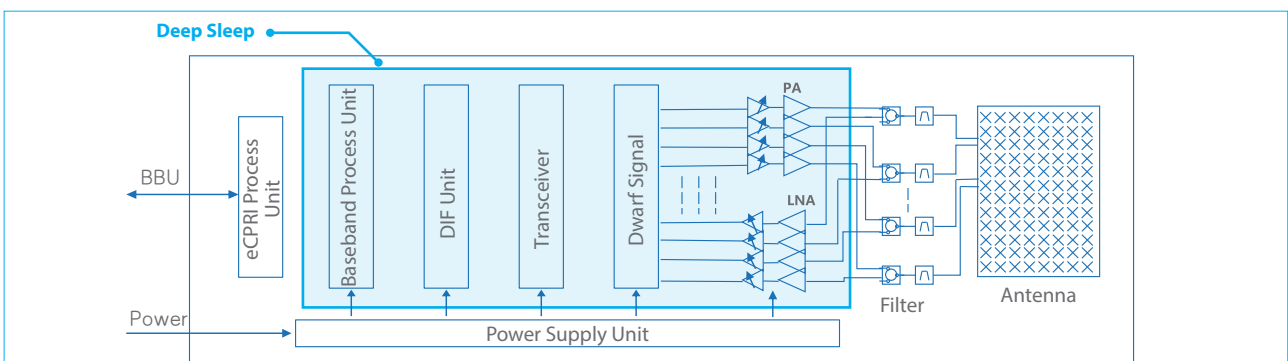 Deep Sleep
BBU
Power
eCPRI Process
Unit
Baseband Process Unit
DIF Unit
Transceiver
Dwarf Signal
PA
LNA
Filter
Antenna
Power Supply Unit